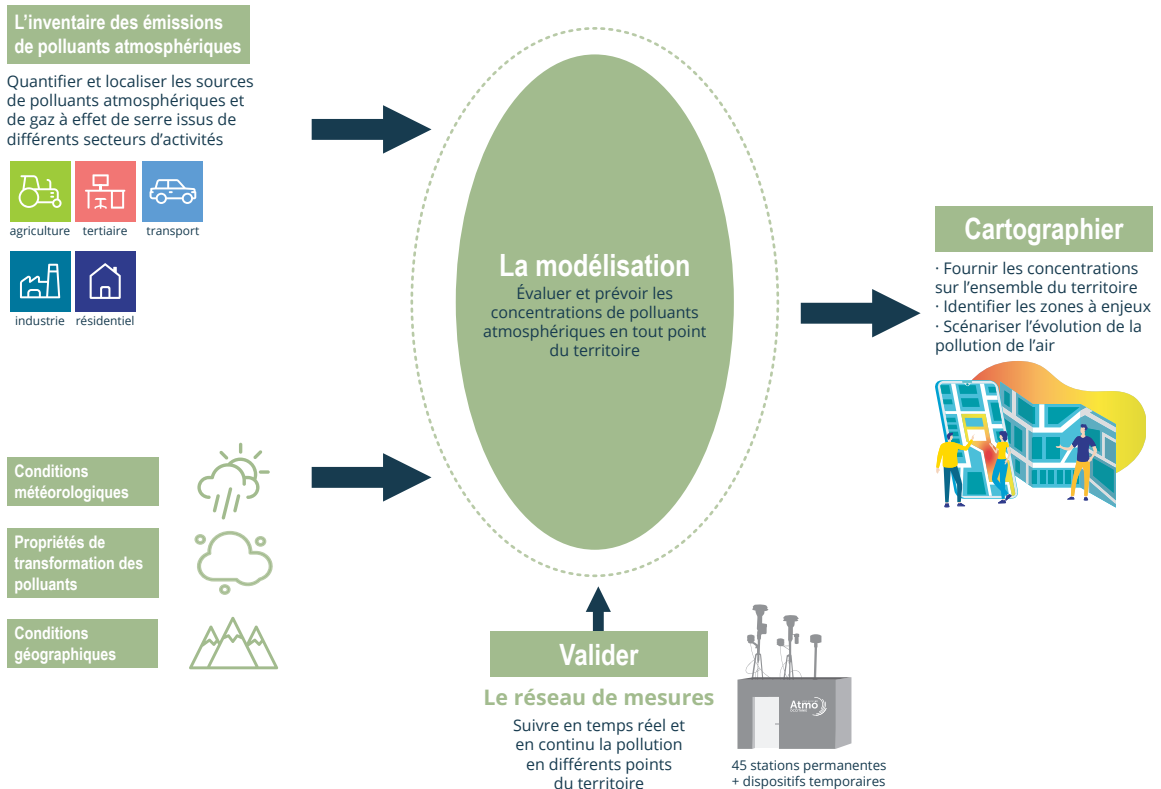 L'inventaire des émissions
de polluants atmosphériques
Quantifier et localiser les sources
de polluants atmosphériques et
de gaz à effet de serre issus de
différents secteurs d'activités
agriculture
tertiaire
transport
industrie
résidentiel
Conditions
météorologiques
Propriétés de
transformation des
polluants
Conditions
géographiques
La modélisation
Évaluer et prévoir les
concentrations de polluants
atmosphériques en tout point
du territoire
Valider
Le réseau de mesures
Suivre en temps réel et
en continu la pollution
en différents points
du territoire
Atmo
45 stations permanentes
+ dispositifs temporaires
Cartographier
· Fournir les concentrations
sur l'ensemble du territoire
· Identifier les zones à enjeux
· Scénariser l'évolution de la
pollution de l'air